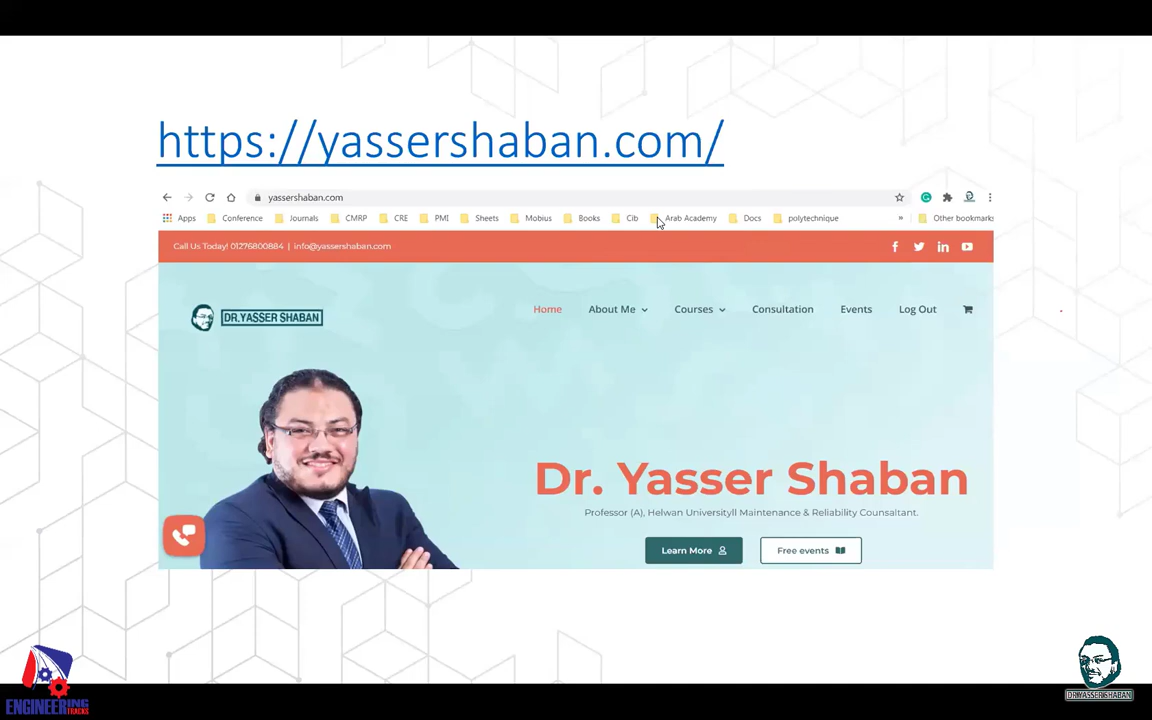 https://yassershaban.com/
yassershaban.com
Apps Conference Journals CMRP CRE PMI Sheets Mobius Books Cib Arab Academy Docs polytechnique » Other bookmarks
Call Us Today! 01276800884 | info@yassershaban.com
DR.YASSER SHABAN
Home About Me Courses Consultation Events Log Out
Dr. Yasser Shaban
Professor (A), Helwan Universityll Maintenance & Reliability Counsaltant.
Learn More Free events
ENGINEERING
TRACKS
DR.YASSER SHABAN